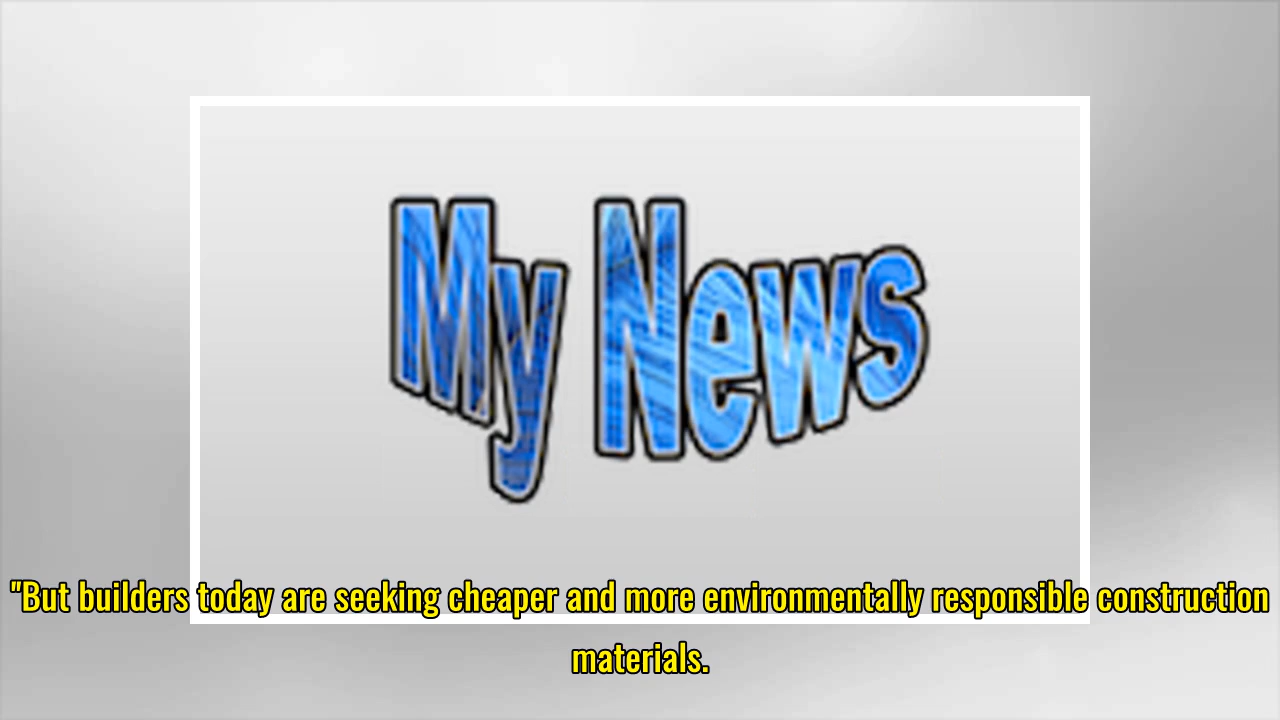 My News
"But builders today are seeking cheaper and more environmentally responsible construction
materials.